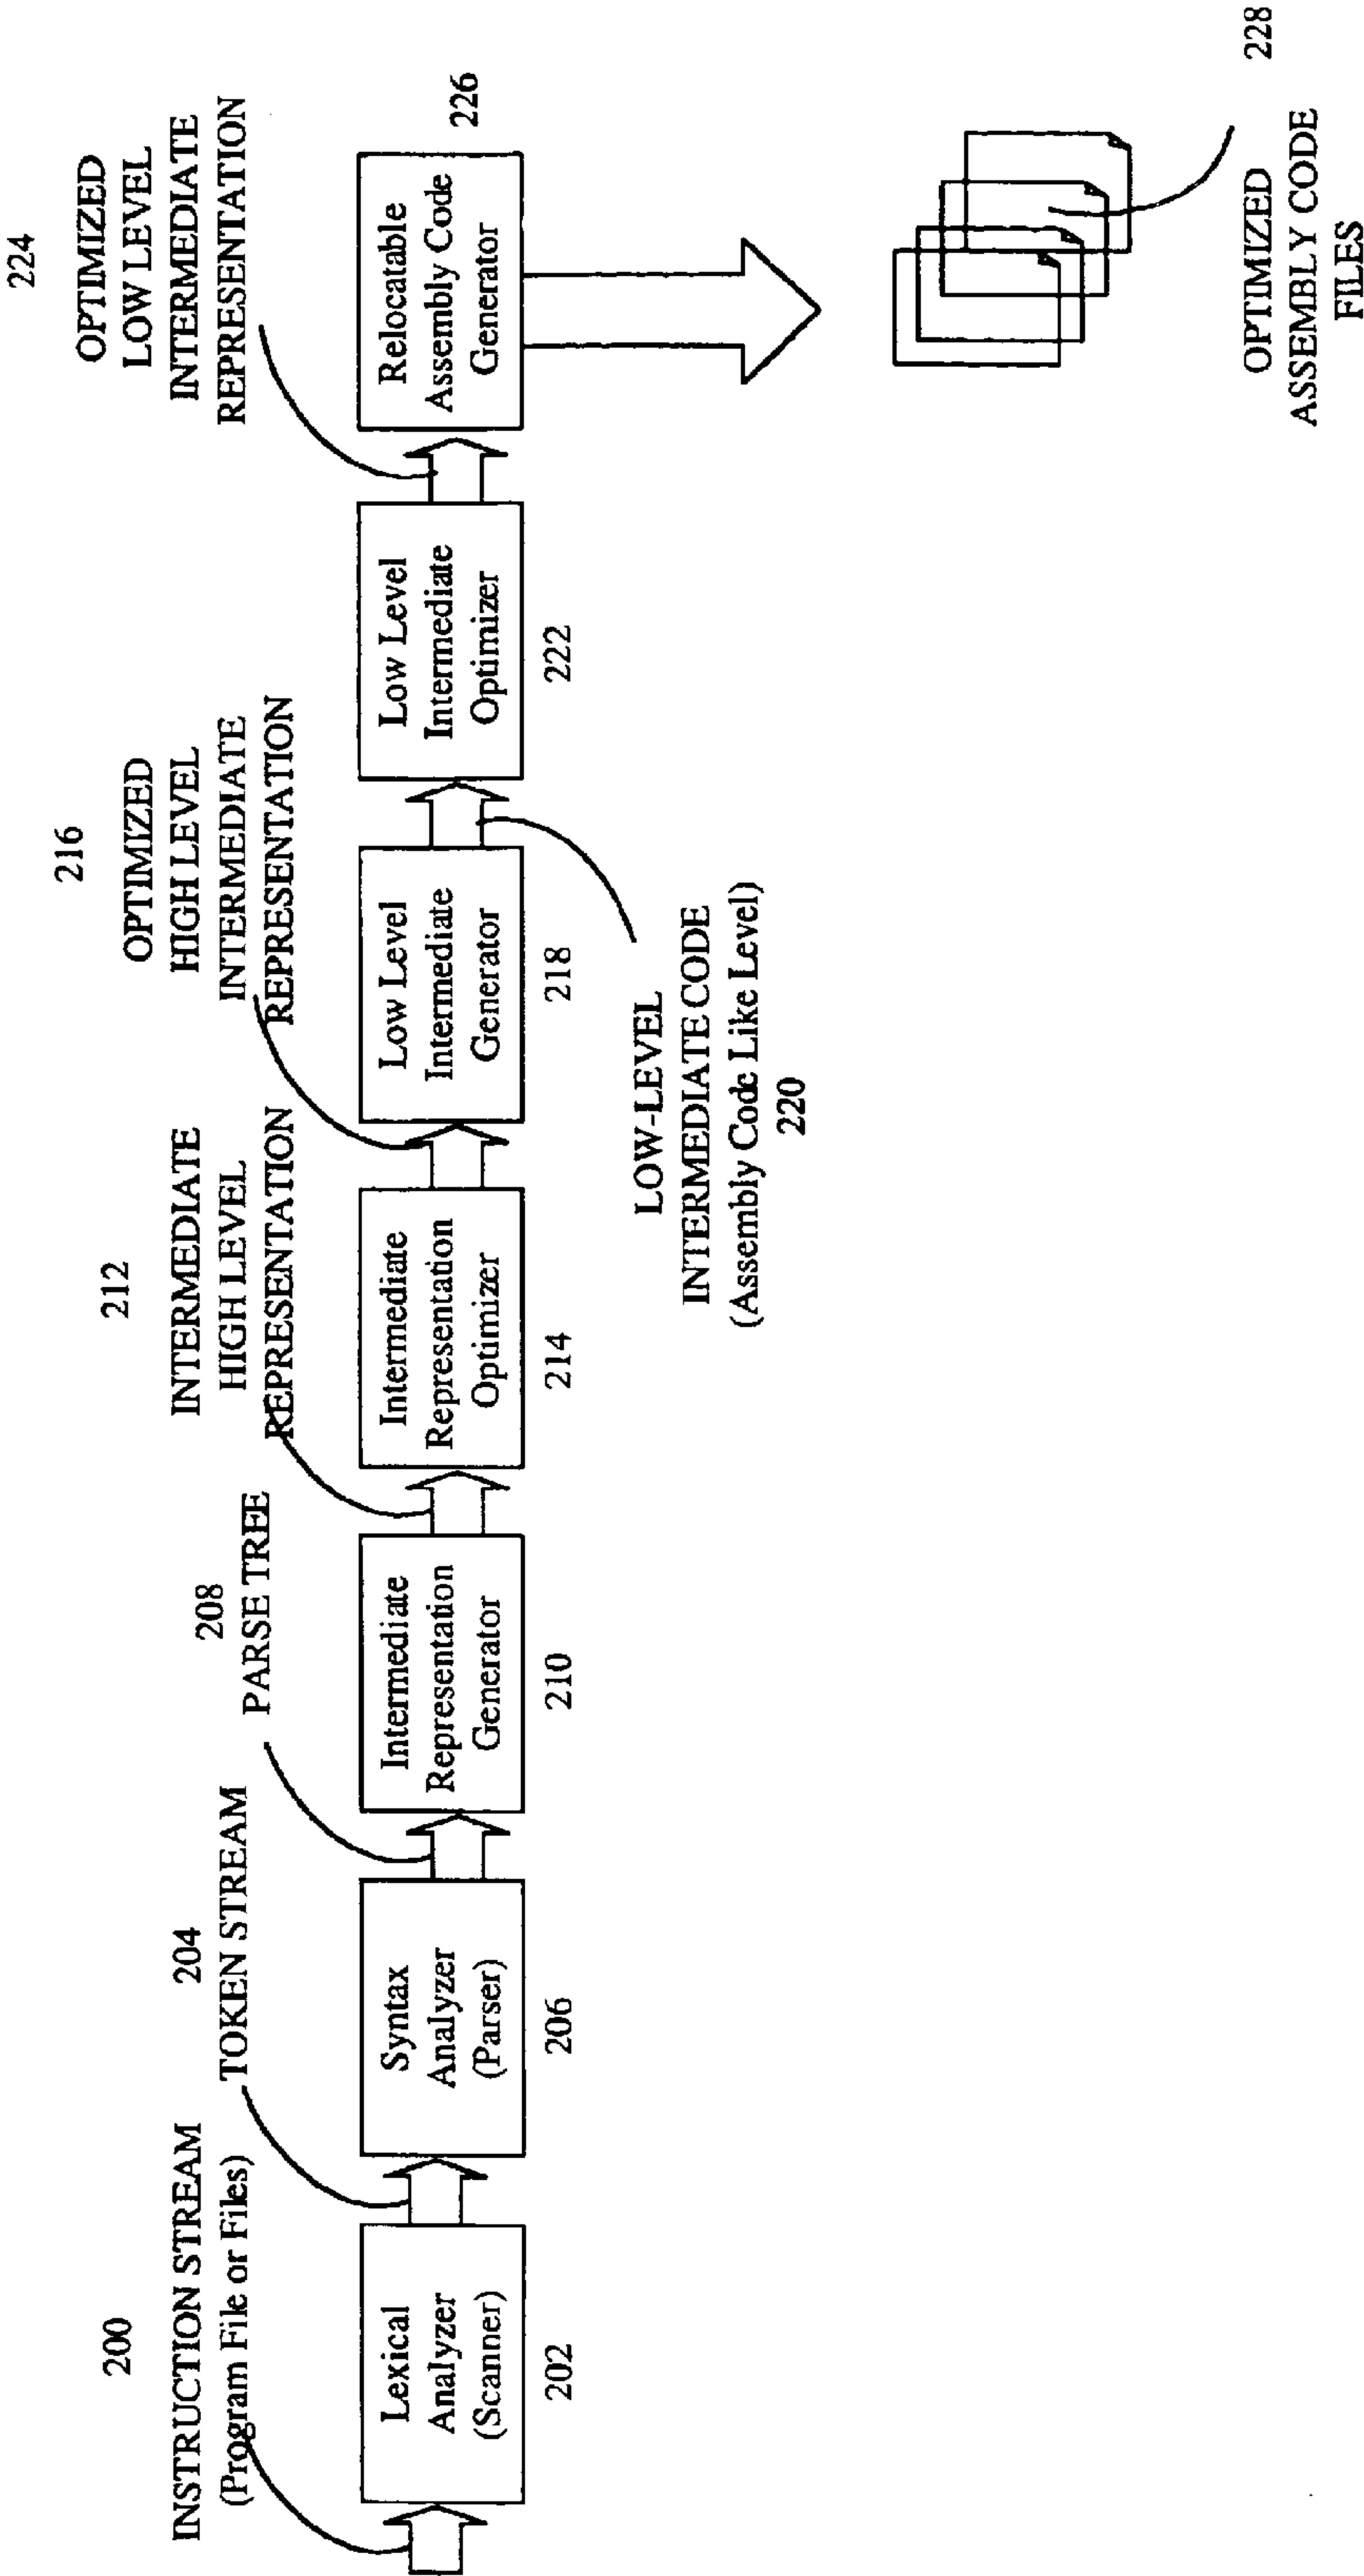 200
INSTRUCTION STREAM
(Program File or Files)
204
TOKEN STREAM
208
PARSE TREE
212
INTERMEDIATE
HIGH LEVEL
REPRESENTATION
216
OPTIMIZED
HIGH LEVEL
INTERMEDIATE
REPRESENTATION
224
OPTIMIZED
LOW LEVEL
INTERMEDIATE
REPRESENTATION
Lexical
Analyzer
(Scanner)
202
Syntax
Analyzer
(Parser)
206
Intermediate
Representation
Generator
210
Intermediate
Representation
Optimizer
214
Low Level
Intermediate
Generator
218
Low Level
Intermediate
Optimizer
222
Relocatable
Assembly Code
Generator
226
LOW-LEVEL
INTERMEDIATE CODE
(Assembly Code Like Level)
220
228
OPTIMIZED
ASSEMBLY CODE
FILES